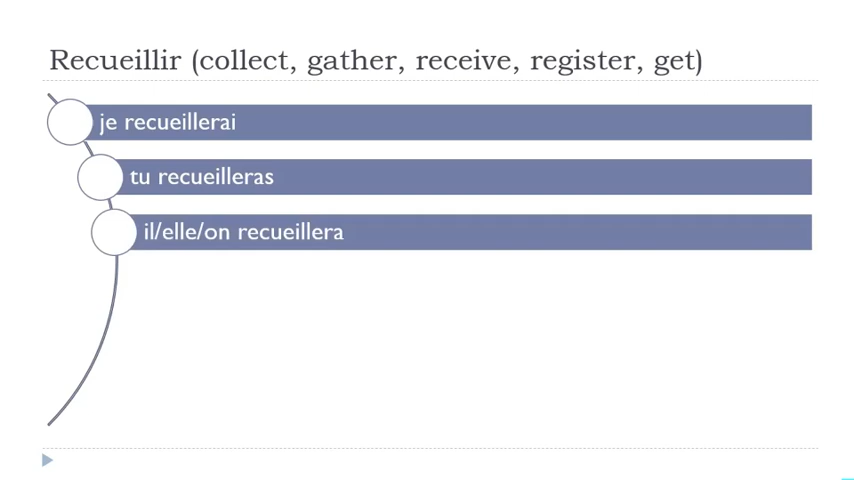 Recueillir (collect, gather, receive, register, get)
je recueillerai
tu recueilleras
il/elle/on recueillera